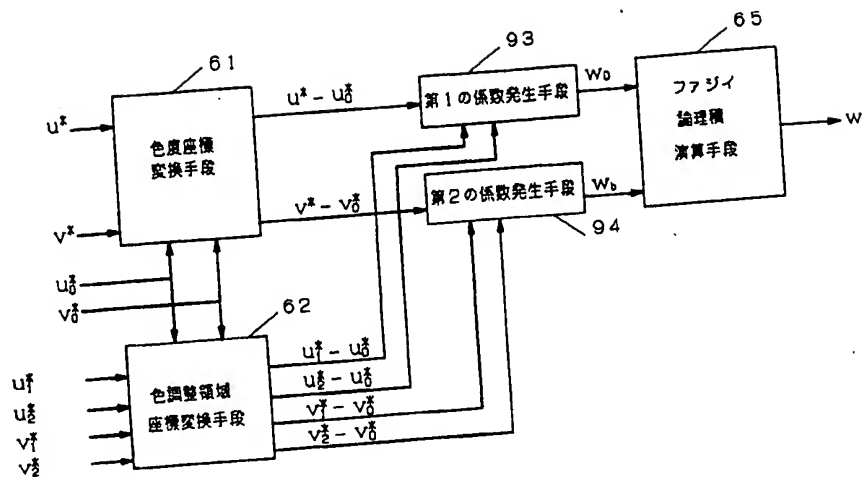 61
93
65
u*
v*
色度座標
変換手段
u* - u₀*
v* - v₀*
第1の係数発生手段
第2の係数発生手段
94
Wa
Wb
ファジイ
論理積
演算手段
W
u₀*
v₀*
62
u₁*
u₂*
v₁*
v₂*
色調整領域
座標変換手段
u₁* - u₀*
u₂* - u₀*
v₁* - v₀*
v₂* - v₀*